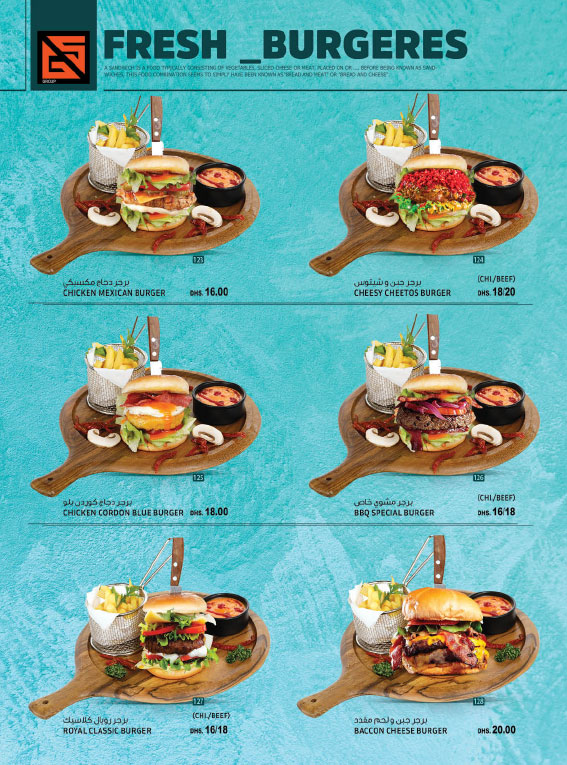 FRESH _BURGERES
GROUP
A SANDWICH IS A FOOD TYPICALLY CONSISTING OF VEGETABLES, SLICED CHEESE OR MEAT, PLACED ON OR ..... BEFORE BEING KNOWN AS SAND-
WICHES, THIS FOOD COMBINATION SEEMS TO SIMPLY HAVE BEEN KNOWN AS "BREAD AND MEAT" OR "BREAD AND CHEESE"
123
برجر دجاج مكسيكي
CHICKEN MEXICAN BURGER DHS. 16.00
124
برجر جبن و شيتوس (CHI./BEEF)
CHEESY CHEETOS BURGER DHS. 18/20
125
برجر دجاج كوردن بلو
CHICKEN CORDON BLUE BURGER DHS. 18.00
126
برجر مشوي خاص (CHI./BEEF)
BBQ SPECIAL BURGER DHS. 16/18
127
برجر رويال كلاسيك (CHI./BEEF)
ROYAL CLASSIC BURGER DHS. 16/18
128
برجر جبن و لحم مقدد
BACCON CHEESE BURGER DHS. 20.00